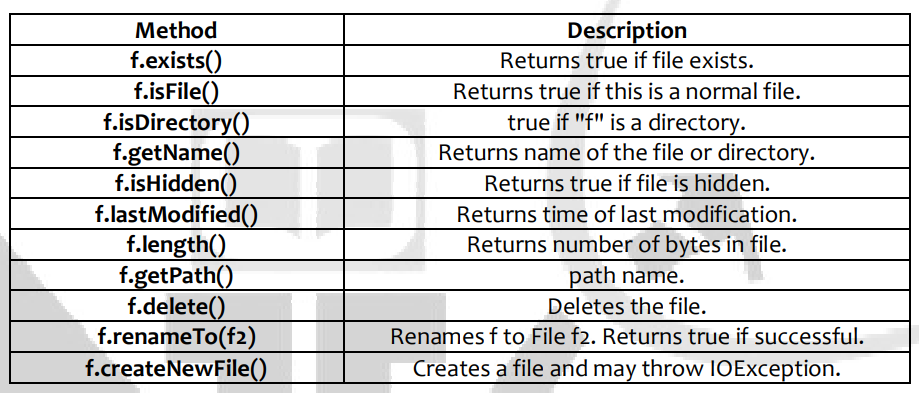 Method Description
f.exists() Returns true if file exists.
f.isFile() Returns true if this is a normal file.
f.isDirectory() true if "f" is a directory.
f.getName() Returns name of the file or directory.
f.isHidden() Returns true if file is hidden.
f.lastModified() Returns time of last modification.
f.length() Returns number of bytes in file.
f.getPath() path name.
f.delete() Deletes the file.
f.renameTo(f2) Renames f to File f2. Returns true if successful.
f.createNewFile() Creates a file and may throw IOException.